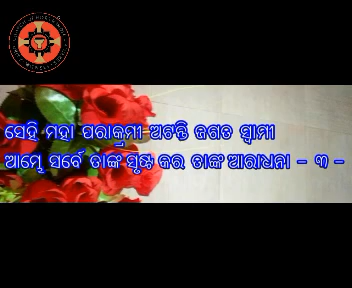 ସେହି ମହା ପରାକ୍ରମୀ ଅଟନ୍ତି ଜଗତ ସ୍ୱାମୀ
ଆମ୍ଭେ ସର୍ବେ ତାଙ୍କ ସୃଷ୍ଟ କର ତାଙ୍କ ଆରାଧନା - ୩ -